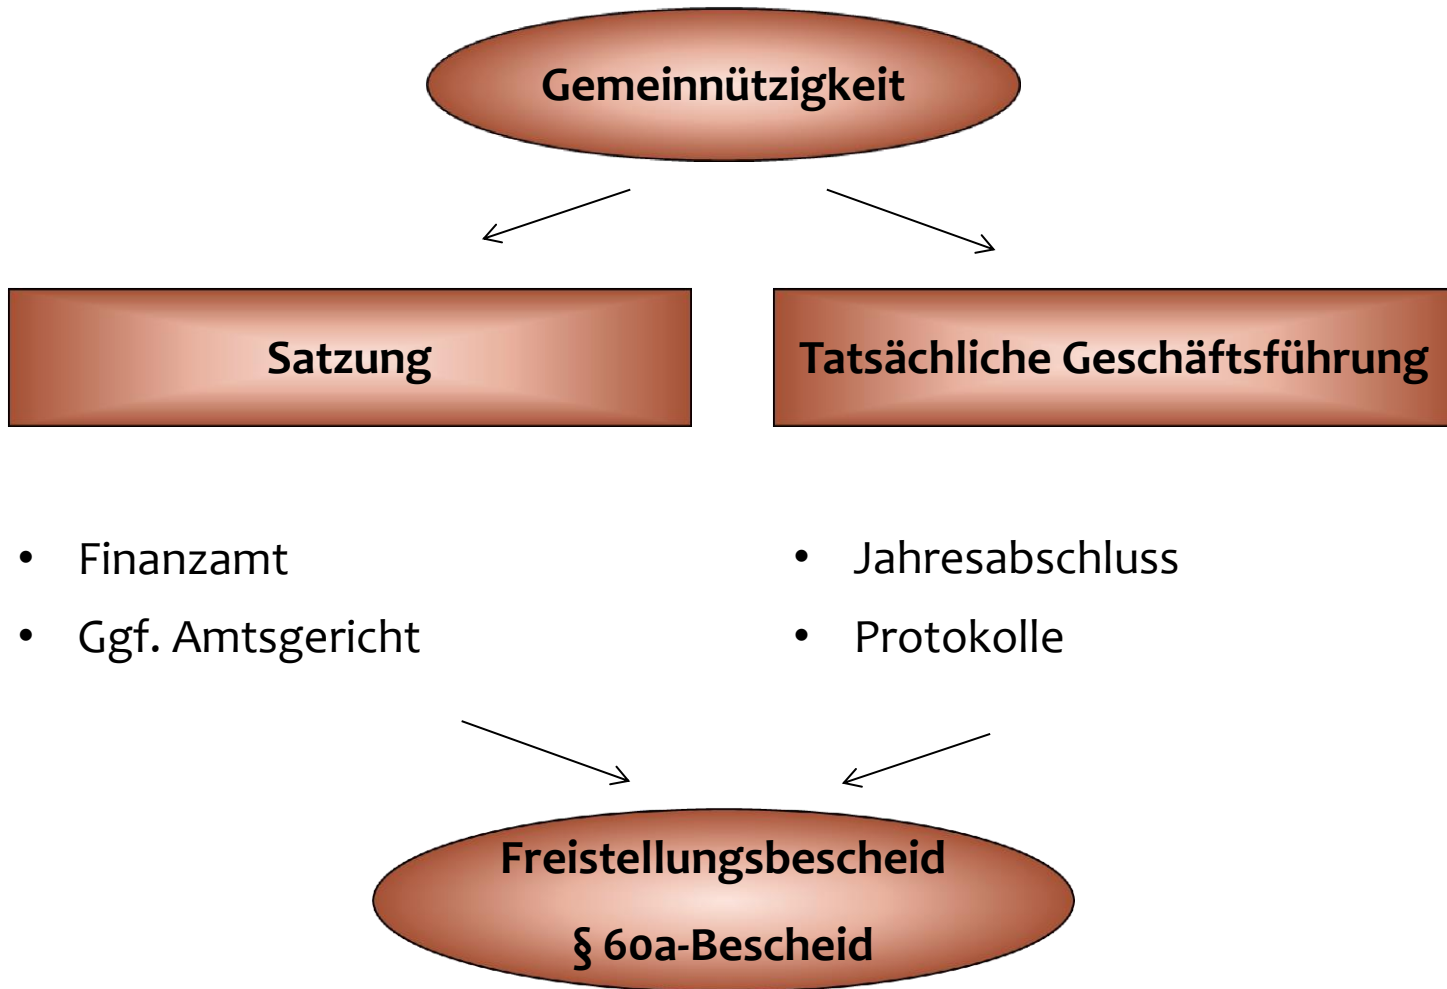 Gemeinnützigkeit
Satzung
Tatsächliche Geschäftsführung
• Finanzamt
• Ggf. Amtsgericht
• Jahresabschluss
• Protokolle
Freistellungsbescheid
§ 60a-Bescheid